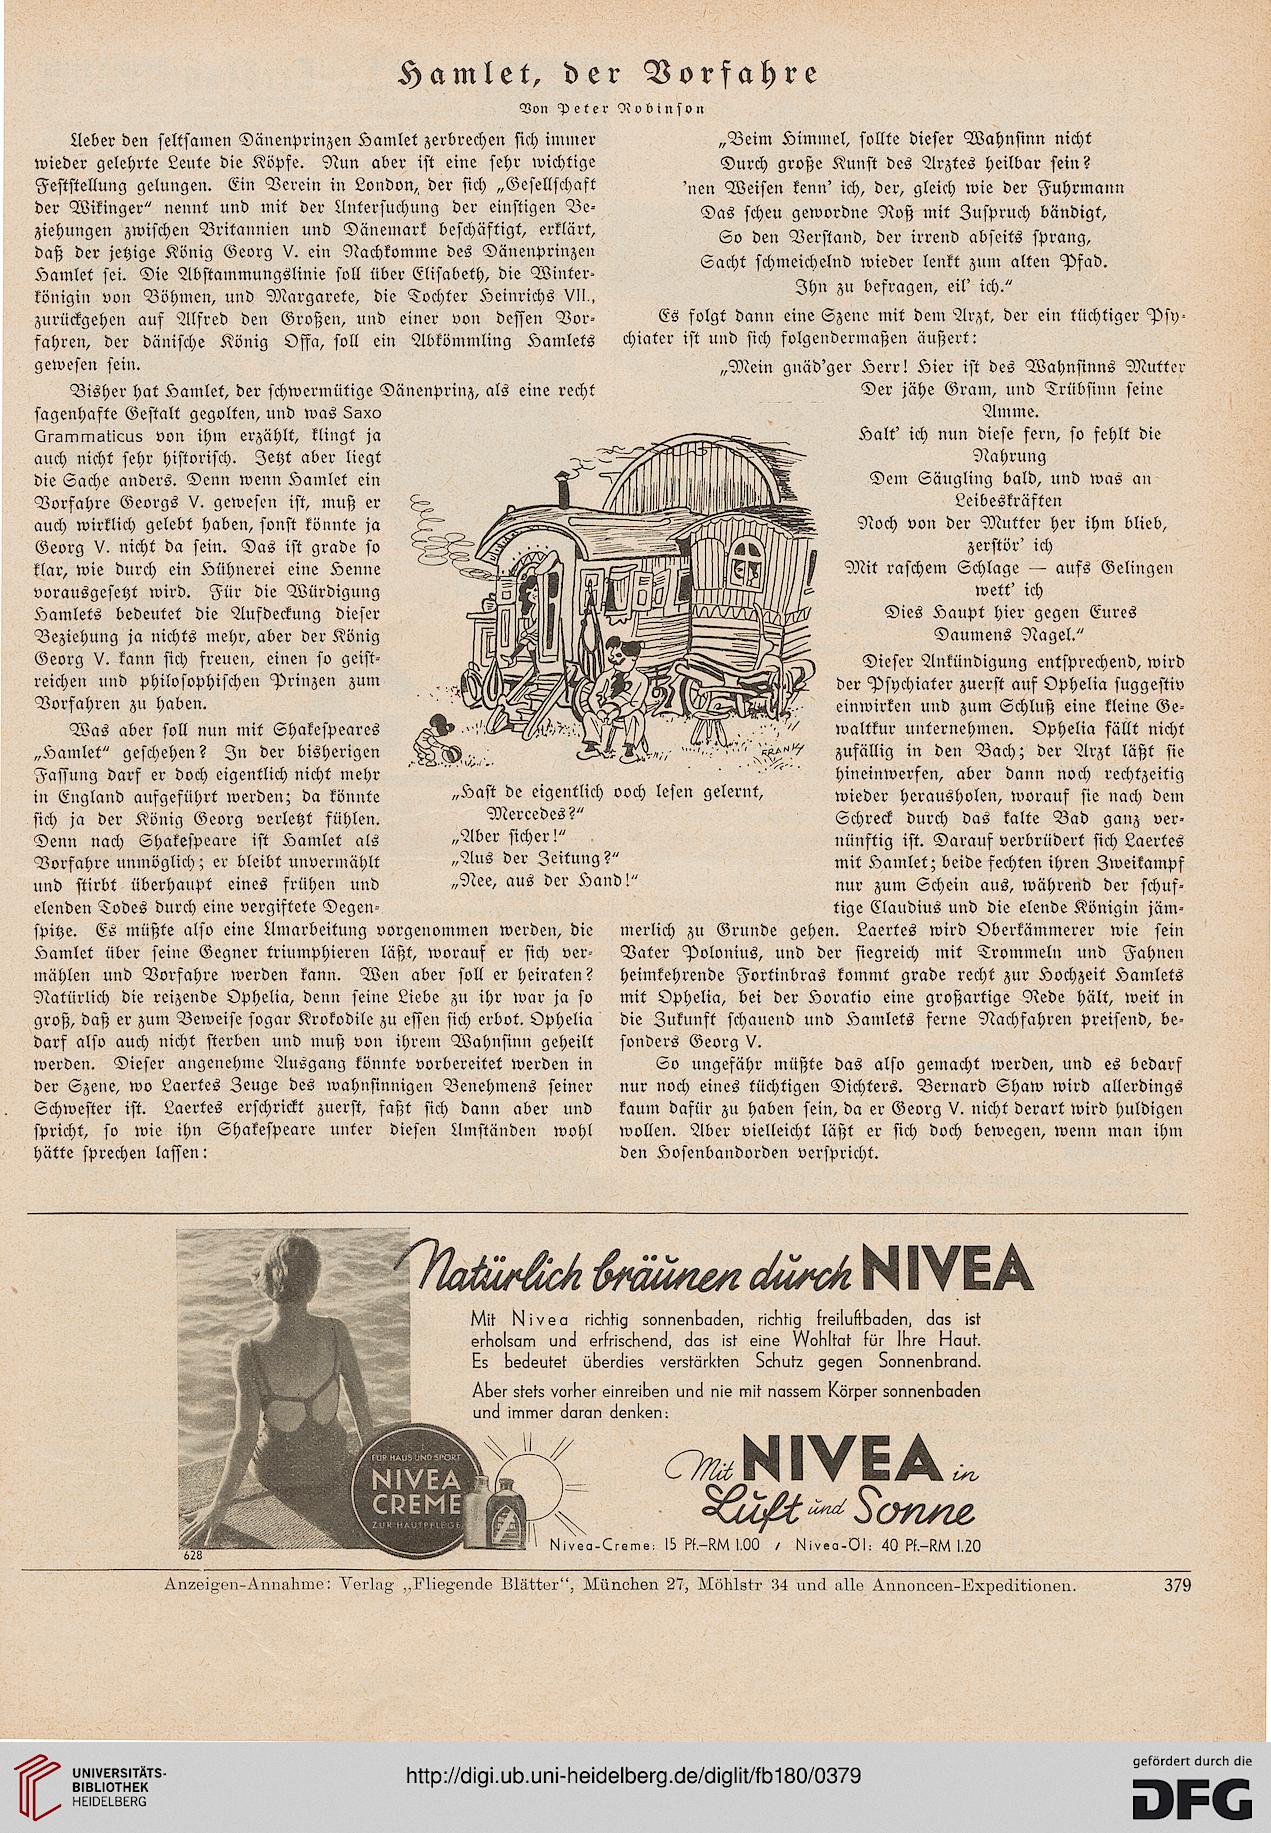 Hamlet, der Vorfahre
Von Peter Robinson
Ueber den seltsamen Dänenprinzen Hamlet zerbrechen sich immer
wieder gelehrte Leute die Köpfe. Nun aber ist eine sehr wichtige
Feststellung gelungen. Ein Verein in London, der sich „Gesellschaft
der Wikinger“ nennt und mit der Untersuchung der einstigen Be-
ziehungen zwischen Britannien und Dänemark beschäftigt, erklärt,
daß der jetzige König Georg V. ein Nachkomme des Dänenprinzen
Hamlet sei. Die Abstammungslinie soll über Elisabeth, die Winter-
königin von Böhmen, und Margarete, die Tochter Heinrichs VII.,
zurückgehen auf Alfred den Großen, und einer von dessen Vor-
fahren, der dänische König Offa, soll ein Abkömmling Hamlets
gewesen sein.
Bisher hat Hamlet, der schwermütige Dänenprinz, als eine recht
sagenhafte Gestalt gegolten, und was Saxo
Grammaticus von ihm erzählt, klingt ja
auch nicht sehr historisch. Jetzt aber liegt
die Sache anders. Denn wenn Hamlet ein
Vorfahre Georgs V. gewesen ist, muß er
auch wirklich gelebt haben, sonst könnte ja
Georg V. nicht da sein. Das ist grade so
klar, wie durch ein Hühnerei eine Henne
vorausgesetzt wird. Für die Würdigung
Hamlets bedeutet die Aufdeckung dieser
Beziehung ja nichts mehr, aber der König
Georg V. kann sich freuen, einen so geist-
reichen und philosophischen Prinzen zum
Vorfahren zu haben.
Was aber soll nun mit Shakespeares
„Hamlet“ geschehen? In der bisherigen
Fassung darf er doch eigentlich nicht mehr
in England aufgeführt werden; da könnte
sich ja der König Georg verletzt fühlen.
Denn nach Shakespeare ist Hamlet als
Vorfahre unmöglich; er bleibt unvermählt
und stirbt überhaupt eines frühen und
elenden Todes durch eine vergiftete Degen-
spitze. Es müßte also eine Umarbeitung vorgenommen werden, die
Hamlet über seine Gegner triumphieren läßt, worauf er sich ver-
mählen und Vorfahre werden kann. Wen aber soll er heiraten?
Natürlich die reizende Ophelia, denn seine Liebe zu ihr war ja so
groß, daß er zum Beweise sogar Krokodile zu essen sich erbot. Ophelia
darf also auch nicht sterben und muß von ihrem Wahnsinn geheilt
werden. Dieser angenehme Ausgang könnte vorbereitet werden in
der Szene, wo Laertes Zeuge des wahnsinnigen Benehmens seiner
Schwester ist. Laertes erschrickt zuerst, faßt sich dann aber und
spricht, so wie ihn Shakespeare unter diesen Umständen wohl
hätte sprechen lassen:
„Beim Himmel, sollte dieser Wahnsinn nicht
Durch große Kunst des Arztes heilbar sein?
'nen Weisen kenn' ich, der, gleich wie der Fuhrmann
Das scheu gewordne Roß mit Zuspruch bändigt,
So den Verstand, der irrend abseits sprang,
Sacht schmeichelnd wieder lenkt zum alten Pfad.
Ihn zu befragen, eil' ich.“
Es folgt dann eine Szene mit dem Arzt, der ein tüchtiger Psy-
chiater ist und sich folgendermaßen äußert:
„Mein gnäd'ger Herr! Hier ist des Wahnsinns Mutter
Der jähe Gram, und Trübsinn seine
Amme.
Halt' ich nun diese fern, so fehlt die
Nahrung
Dem Säugling bald, und was an
Leibeskräften
Noch von der Mutter her ihm blieb,
zerstör' ich
Mit raschem Schlage — aufs Gelingen
wett' ich
Dies Haupt hier gegen Eures
Daumens Nagel.“
Dieser Ankündigung entsprechend, wird
der Psychiater zuerst auf Ophelia suggestiv
einwirken und zum Schluß eine kleine Ge-
waltkur unternehmen. Ophelia fällt nicht
zufällig in den Bach; der Arzt läßt sie
hineinwerfen, aber dann noch rechtzeitig
wieder herausholen, worauf sie nach dem
Schreck durch das kalte Bad ganz ver-
nünftig ist. Darauf verbrüdert sich Laertes
mit Hamlet; beide fechten ihren Zweikampf
nur zum Schein aus, während der schuf-
tige Claudius und die elende Königin jäm-
merlich zu Grunde gehen. Laertes wird Oberkämmerer wie sein
Vater Polonius, und der siegreich mit Trommeln und Fahnen
heimkehrende Fortinbras kommt grade recht zur Hochzeit Hamlets
mit Ophelia, bei der Horatio eine großartige Rede hält, weit in
die Zukunft schauend und Hamlets ferne Nachfahren preisend, be-
sonders Georg V.
So ungefähr müßte das also gemacht werden, und es bedarf
nur noch eines tüchtigen Dichters. Bernard Shaw wird allerdings
kaum dafür zu haben sein, da er Georg V. nicht derart wird huldigen
wollen. Aber vielleicht läßt er sich doch bewegen, wenn man ihm
den Hosenbandorden verspricht.
FRANK
„Hast de eigentlich ooch lesen gelernt,
Mercedes?“
„Aber sicher!“
„Aus der Zeitung?“
„Nee, aus der Hand!“
Natürlich bräunen durch NIVEA
Mit Nivea richtig sonnenbaden, richtig freiluftbaden, das ist
erholsam und erfrischend, das ist eine Wohltat für Ihre Haut.
Es bedeutet überdies verstärkten Schutz gegen Sonnenbrand.
Aber stets vorher einreiben und nie mit nassem Körper sonnenbaden
und immer daran denken:
FÜR HAUS UND SPORT
NIVEA
CREME
ZUR HAUTPFLEGE
Mit NIVEA in
Luft und Sonne
Nivea-Creme: 15 Pf.–RM 1.00 / Nivea-Öl: 40 Pf.–RM 1.20
628
Anzeigen-Annahme: Verlag „Fliegende Blätter“, München 27, Möhlstr 34 und alle Annoncen-Expeditionen.
379
UNIVERSITÄTS-
BIBLIOTHEK
HEIDELBERG
http://digi.ub.uni-heidelberg.de/diglit/fb180/0379
gefördert durch die
DFG